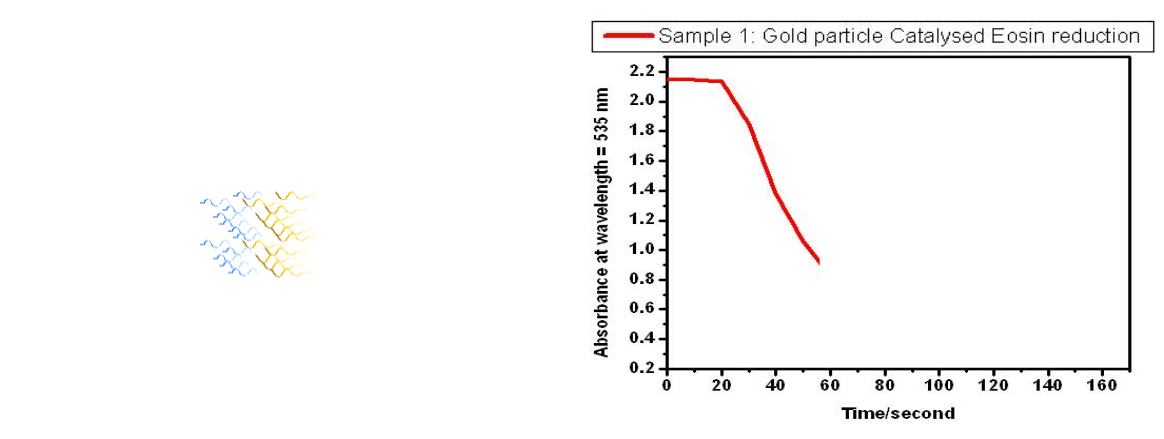 Sample 1: Gold particle Catalysed Eosin reduction
Absorbance at wavelength = 535 nm
2.2
2.0
1.8
1.6
1.4
1.2
1.0
0.8
0.6
0.4
0.2
0 20 40 60 80 100 120 140 160
Time/second